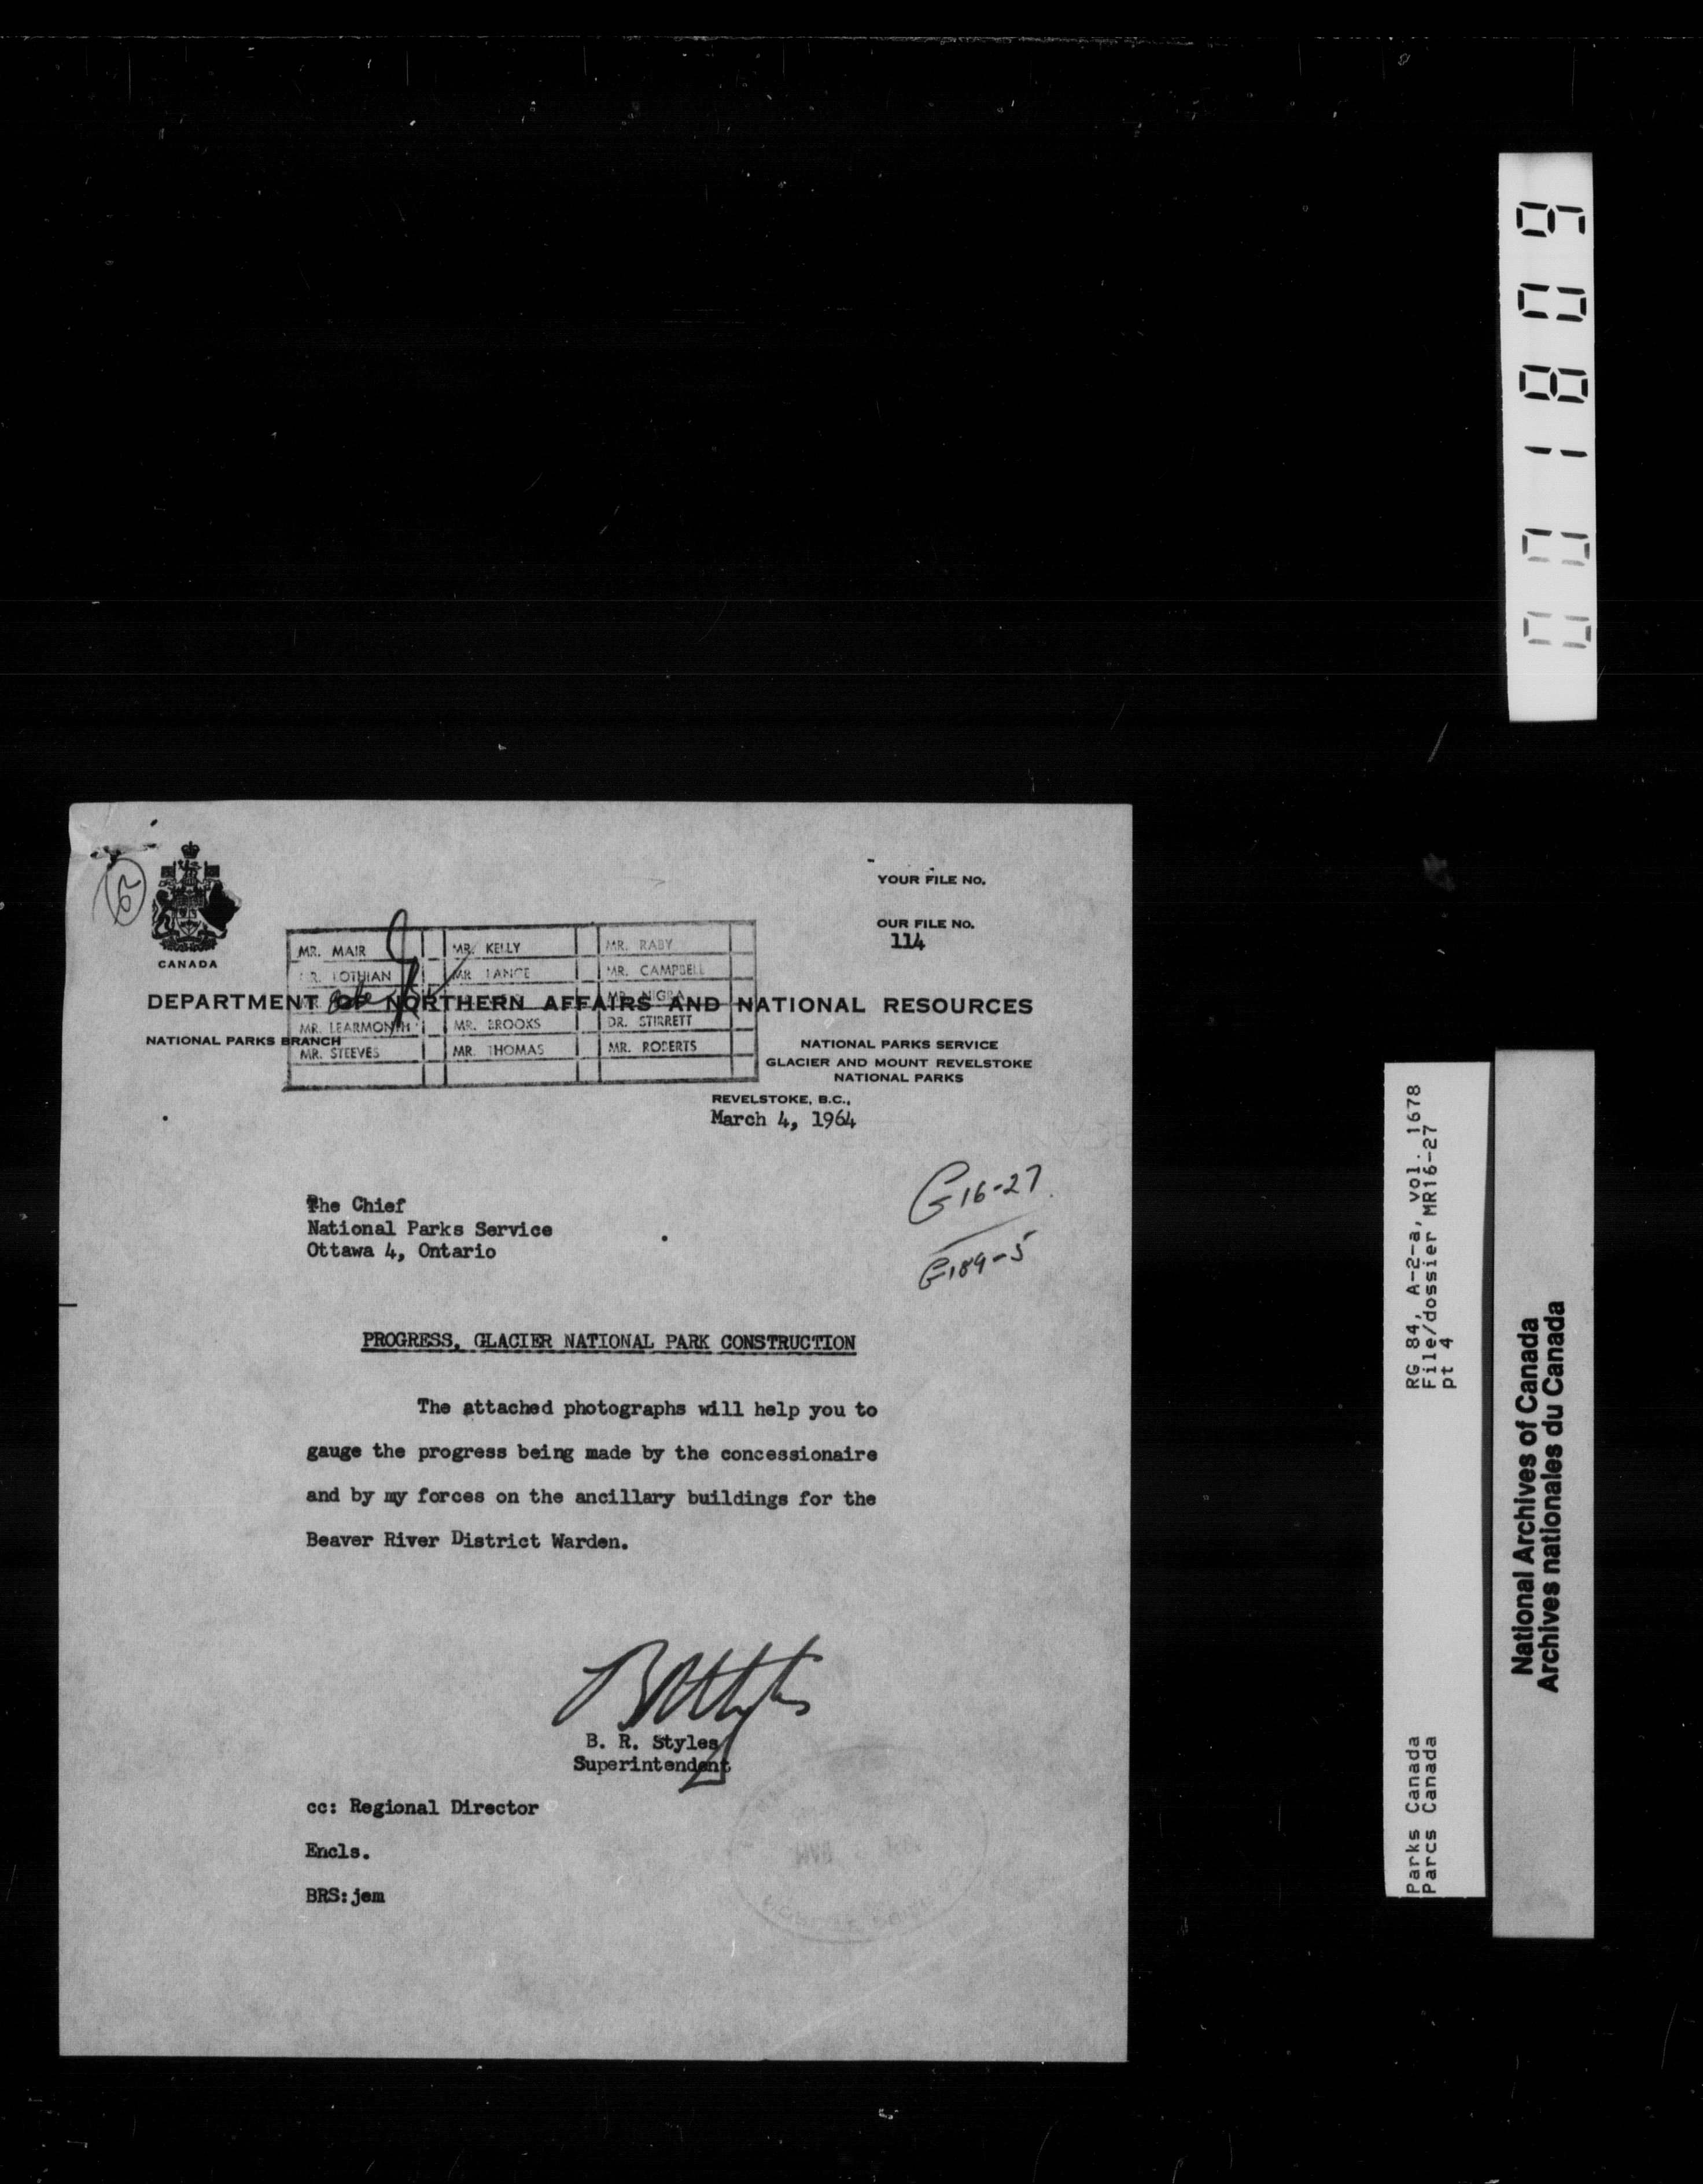 001809
CANADA
YOUR FILE No.
OUR FILE No.
114
MR. MAIR MR. KELLY MR. RABY
MR. LOTHIAN MR. LANCE MR. CAMPBELL
DEPARTMENT OF NORTHERN AFFAIRS AND NATIONAL RESOURCES
MR. LEARMONTH MR. BROOKS DR. STIRRETT
MR. STEEVES MR. THOMAS MR. ROBERTS
NATIONAL PARKS BRANCH
NATIONAL PARKS SERVICE
GLACIER AND MOUNT REVELSTOKE
NATIONAL PARKS
REVELSTOKE, B.C.,
March 4, 1964
G16-27
G189-5
The Chief
National Parks Service
Ottawa 4, Ontario
PROGRESS, GLACIER NATIONAL PARK CONSTRUCTION
The attached photographs will help you to
gauge the progress being made by the concessionaire
and by my forces on the ancillary buildings for the
Beaver River District Warden.
B. R. Styles
Superintendent
cc: Regional Director
Encls.
BRS:jem
RG 84, A-2-a, vol. 1678
File/dossier MR16-27
pt 4
Parks Canada
Parcs Canada
National Archives of Canada
Archives nationales du Canada